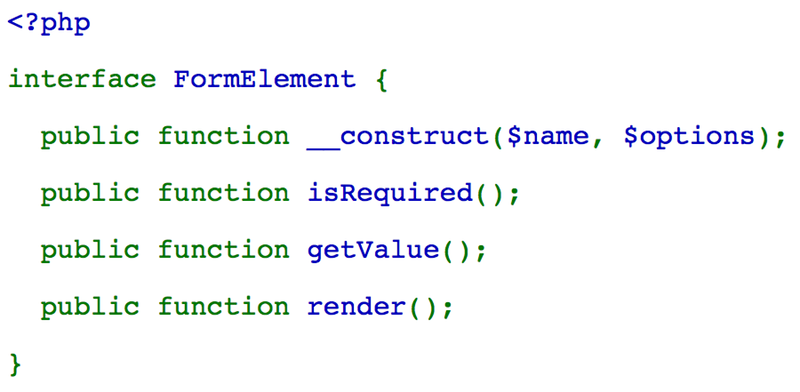 <?php
interface FormElement {
public function __construct($name, $options);
public function isRequired();
public function getValue();
public function render();
}